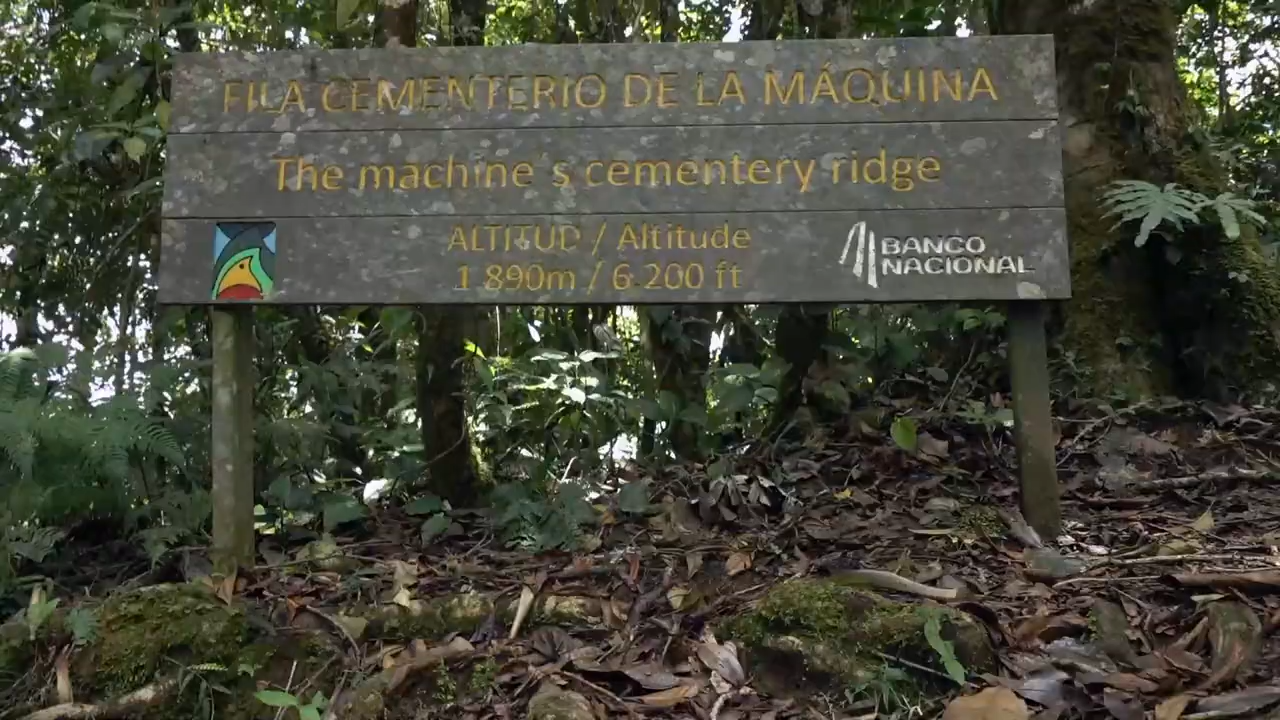 FILA CEMENTERIO DE LA MÁQUINA
The machine's cementery ridge
ALTITUD / Altitude
1 890m / 6 200 ft
BANCO
NACIONAL